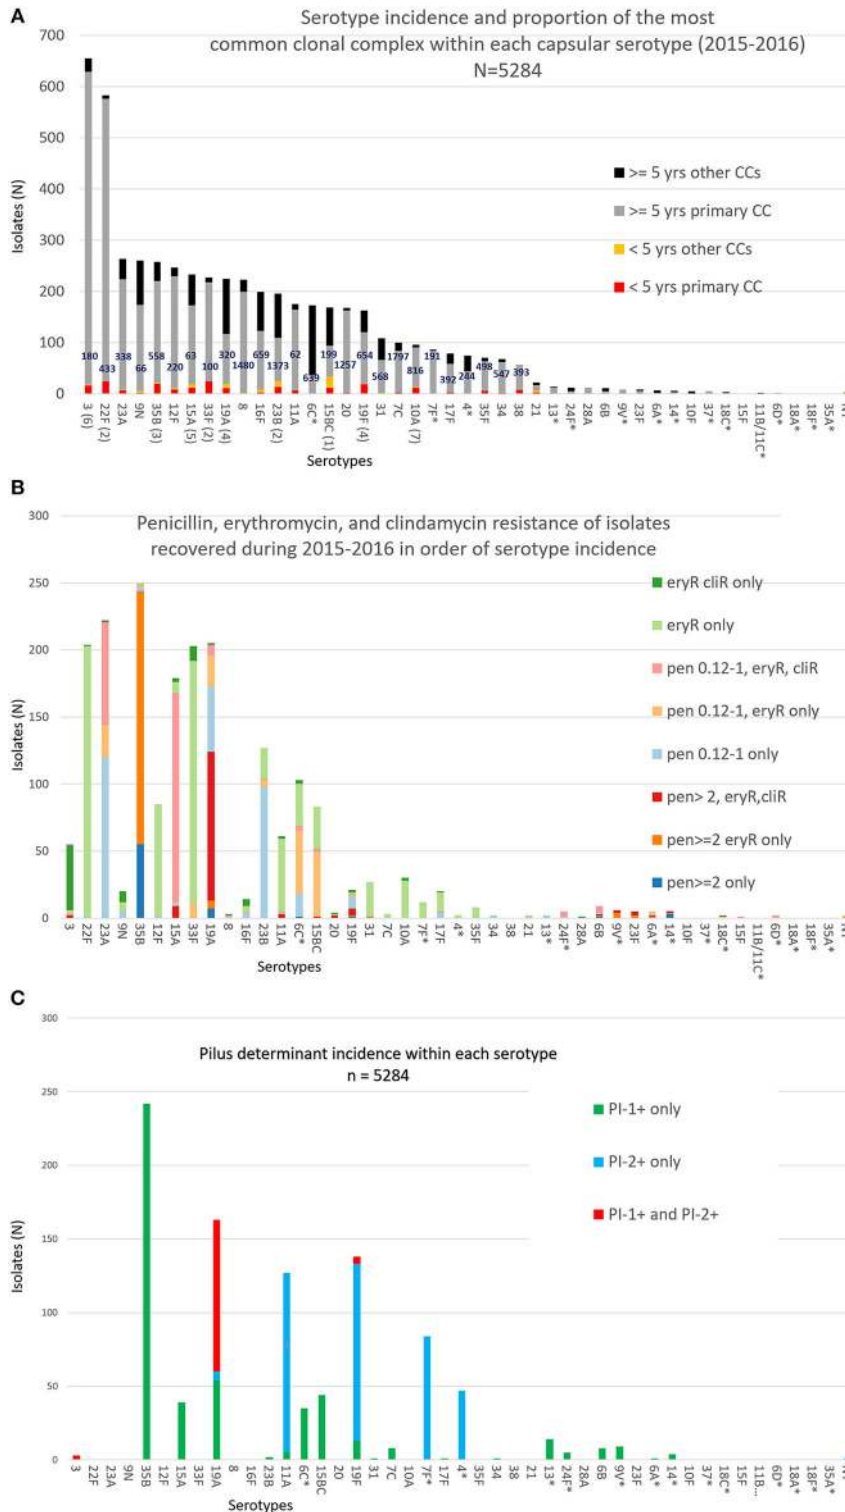 A
Serotype incidence and proportion of the most
common clonal complex within each capsular serotype (2015-2016)
N=5284
700
600
500
400
300
200
100
0
Isolates (N)
>= 5 yrs other CCs
>= 5 yrs primary CC
< 5 yrs other CCs
< 5 yrs primary CC
180 433 338 66 558 220 63 100 320 1480 659 1373 62 639 199 1257 654 568 1797 816 191 392 244 498 547 393
3 (6) 22F (2) 23A 9N 35B (3) 12F 15A (5) 33F (2) 19A (4) 8 16F 23B (2) 11A 6C* 15BC (1) 20 19F (4) 31 7C 10A (7) 7F* 17F 4* 35F 34 38 21 13* 24F* 28A 6B 9V* 23F 6A* 14* 10F 37* 18C* 15F 11B/11C* 6D* 18A* 18F* 35A*
Serotypes
B
Penicillin, erythromycin, and clindamycin resistance of isolates
recovered during 2015-2016 in order of serotype incidence
300
250
200
150
100
50
0
Isolates (N)
eryR cliR only
eryR only
pen 0.12-1, eryR, cliR
pen 0.12-1, eryR only
pen 0.12-1 only
pen> 2, eryR,cliR
pen>=2 eryR only
pen>=2 only
3 22F 23A 9N 35B 12F 15A 33F 19A 8 16F 23B 11A 6C* 15BC 20 19F 31 7C 10A 7F* 17F 4* 35F 34 38 21 13* 24F* 28A 6B 9V* 23F 6A* 14* 10F 37* 18C* 15F 11B/11C* 6D* 18A* 18F* 35A*
Serotypes
C
Pilus determinant incidence within each serotype
n = 5284
300
250
200
150
100
50
0
Isolates (N)
PI-1+ only
PI-2+ only
PI-1+ and PI-2+
3 22F 23A 9N 35B 12F 15A 33F 19A 8 16F 23B 11A 6C* 15BC 20 19F 31 7C 10A 7F* 17F 4* 35F 34 38 21 13* 24F* 28A 6B 9V* 23F 6A* 14* 10F 37* 18C* 15F 11B... 6D* 18A* 18F* 35A*
Serotypes